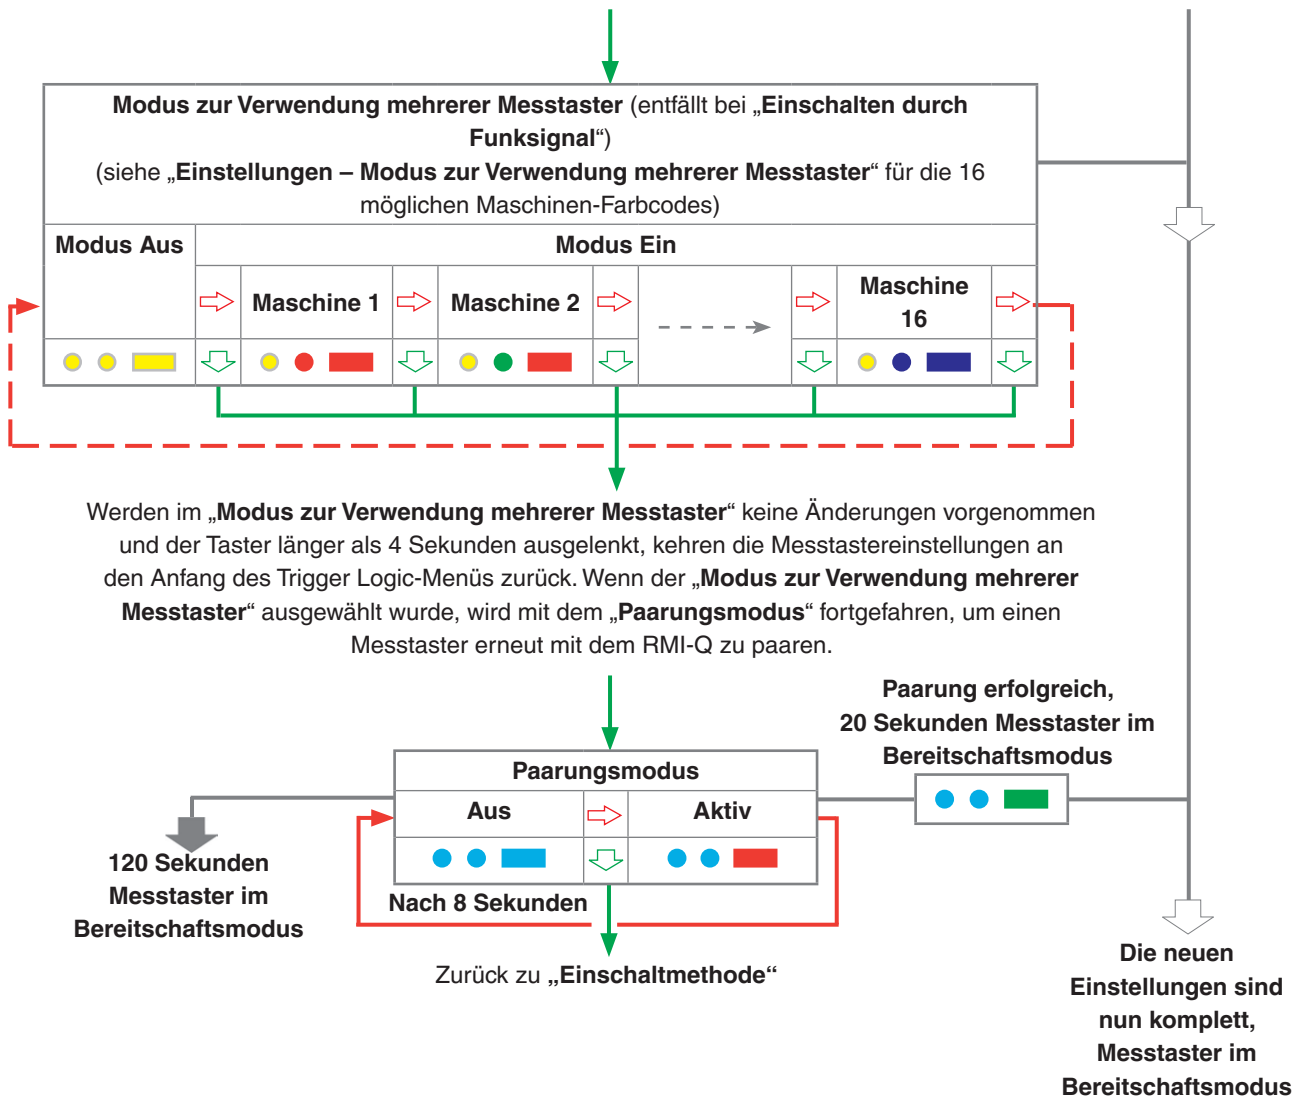 Modus zur Verwendung mehrerer Messtaster (entfällt bei „Einschalten durch
Funksignal“)
(siehe „Einstellungen – Modus zur Verwendung mehrerer Messtaster“ für die 16
möglichen Maschinen-Farbcodes)
Modus Aus
Modus Ein
Maschine 1
Maschine 2
Maschine
16
Werden im „Modus zur Verwendung mehrerer Messtaster“ keine Änderungen vorgenommen
und der Taster länger als 4 Sekunden ausgelenkt, kehren die Messtastereinstellungen an
den Anfang des Trigger Logic-Menüs zurück. Wenn der „Modus zur Verwendung mehrerer
Messtaster“ ausgewählt wurde, wird mit dem „Paarungsmodus“ fortgefahren, um einen
Messtaster erneut mit dem RMI-Q zu paaren.
Paarung erfolgreich,
20 Sekunden Messtaster im
Bereitschaftsmodus
Paarungsmodus
Aus
Aktiv
120 Sekunden
Messtaster im
Bereitschaftsmodus
Nach 8 Sekunden
Zurück zu „Einschaltmethode“
Die neuen
Einstellungen sind
nun komplett,
Messtaster im
Bereitschaftsmodus